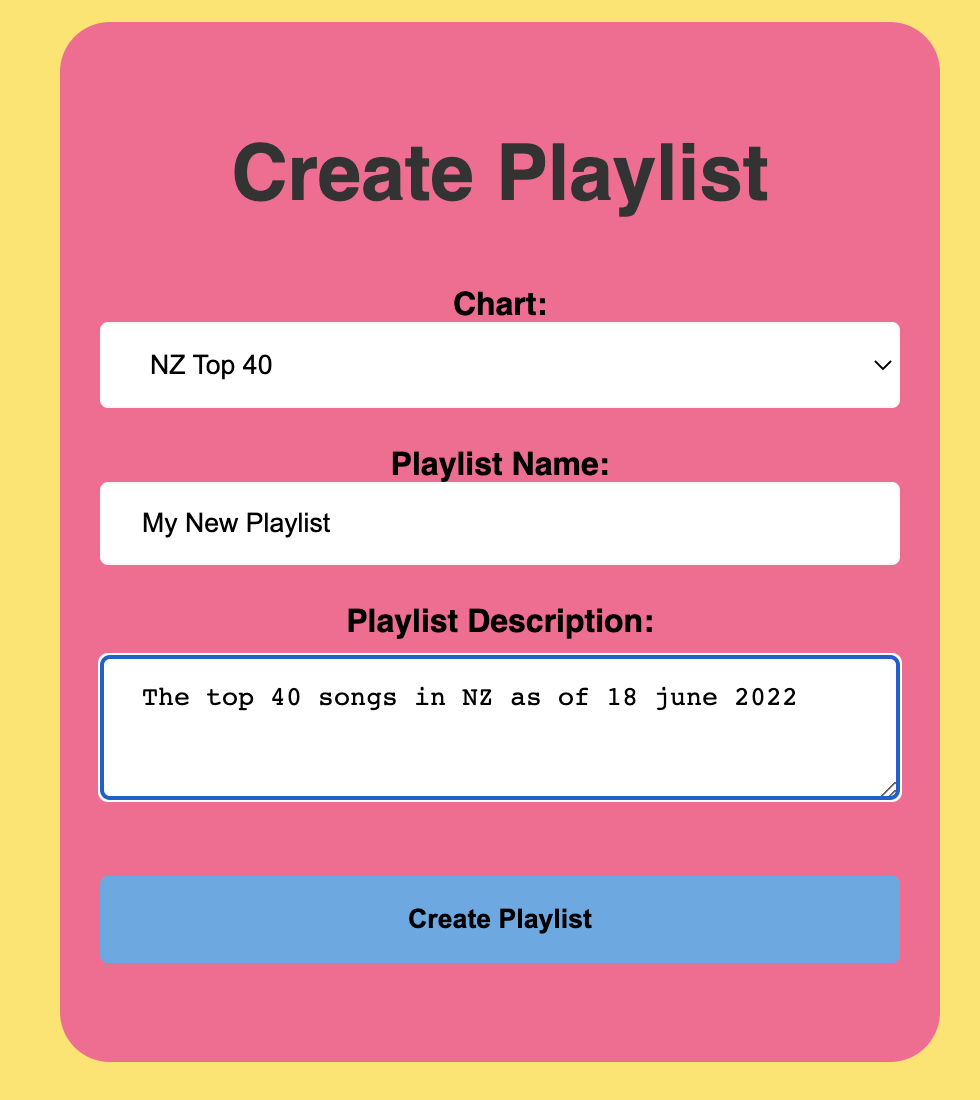 Create Playlist
Chart:
NZ Top 40
Playlist Name:
My New Playlist
Playlist Description:
The top 40 songs in NZ as of 18 june 2022
Create Playlist